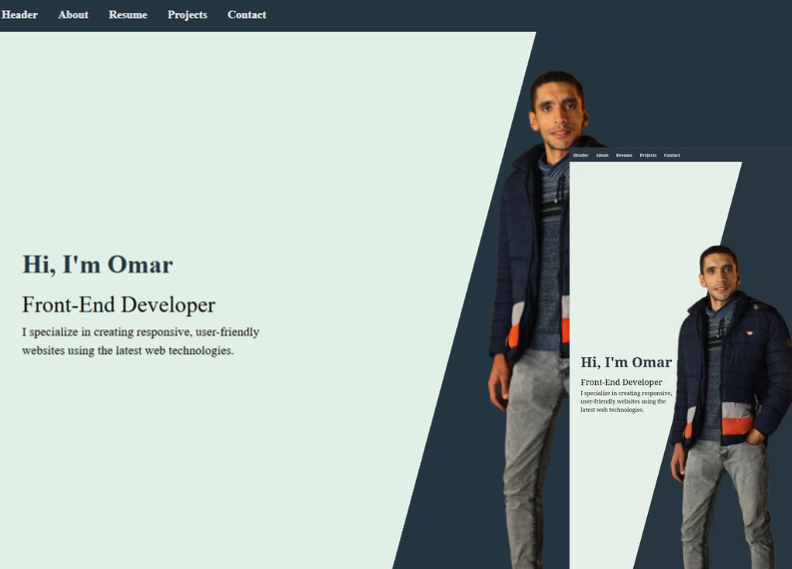 Header About Resume Projects Contact
Hi, I'm Omar
Front-End Developer
I specialize in creating responsive, user-friendly
websites using the latest web technologies.
Header About Resume Projects Contact
Hi, I'm Omar
Front-End Developer
I specialize in creating responsive,
user-friendly websites using the
latest web technologies.